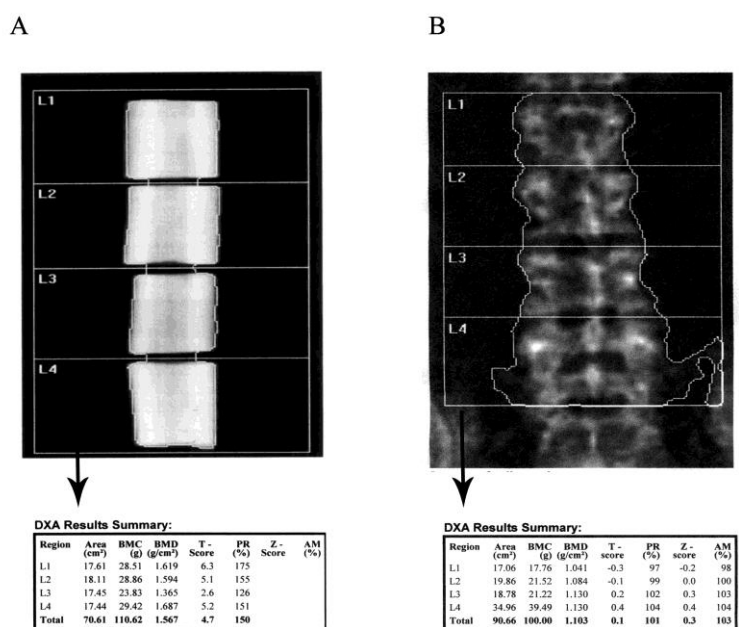 A
B
L1
L2
L3
L4
L1
L2
L3
L4
DXA Results Summary:
Region Area (cm²) BMC (g) BMD (g/cm²) T - Score PR (%) Z - Score AM (%)
L1 17.61 28.51 1.619 6.3 175
L2 18.11 28.86 1.594 5.1 155
L3 17.45 23.83 1.365 2.6 126
L4 17.44 29.42 1.687 5.2 151
Total 70.61 110.62 1.567 4.7 150
DXA Results Summary:
Region Area (cm²) BMC (g) BMD (g/cm²) T - score PR (%) Z - score AM (%)
L1 17.06 17.76 1.041 -0.3 97 -0.2 98
L2 19.86 21.52 1.084 -0.1 99 0.0 100
L3 18.78 21.22 1.130 0.2 102 0.3 103
L4 34.96 39.49 1.130 0.4 104 0.4 104
Total 90.66 100.00 1.103 0.1 101 0.3 103